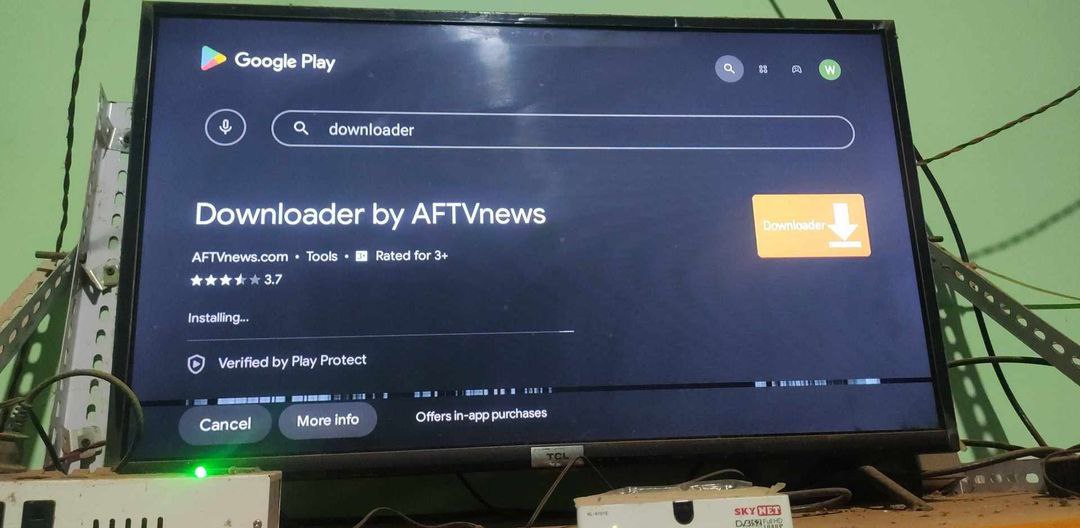 Google Play
W
downloader
Downloader by AFTVnews
Downloader
AFTVnews.com • Tools • 3+ Rated for 3+
3.7
Installing...
Verified by Play Protect
Cancel
More info
Offers in-app purchases
TCL
SKY NET